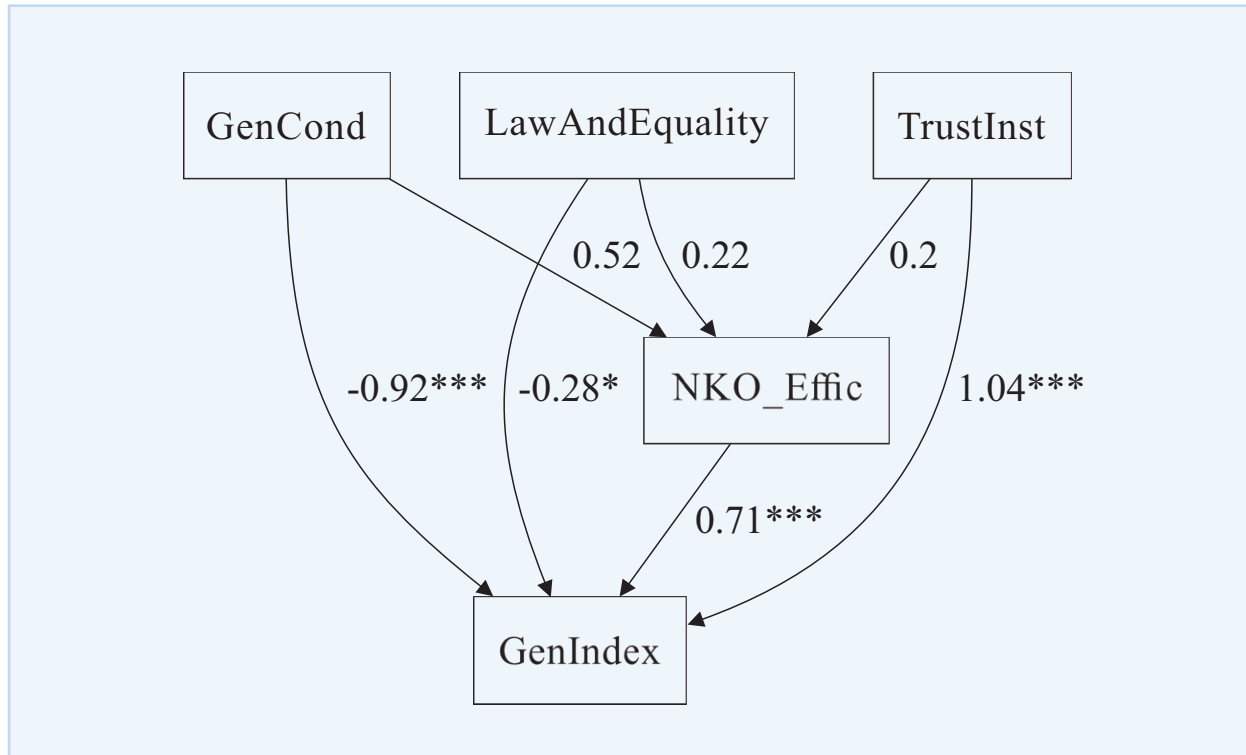 GenCond
LawAndEquality
TrustInst
0.52
0.22
0.2
-0.92***
-0.28*
NKO_Effic
1.04***
0.71***
GenIndex